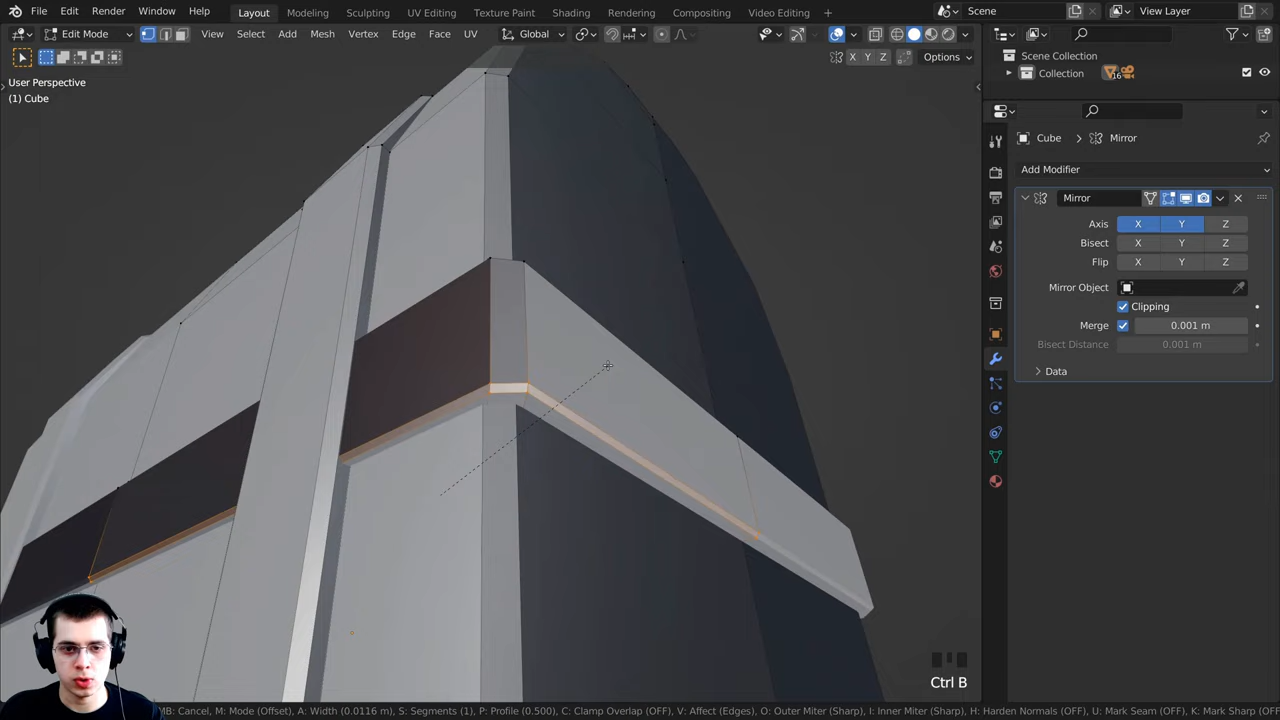 File Edit Render Window Help Layout Modeling Sculpting UV Editing Texture Paint Shading Rendering Compositing Video Editing + Scene View Layer
Edit Mode View Select Add Mesh Vertex Edge Face UV Global
X Y Z Options
User Perspective
(1) Cube
Scene Collection
Collection 16
Cube > Mirror
Add Modifier
Mirror
Axis X Y Z
Bisect X Y Z
Flip X Y Z
Mirror Object
Clipping
Merge 0.001 m
Bisect Distance 0.001 m
Data
Ctrl B
MB: Cancel, M: Mode (Offset), A: Width (0.0116 m), S: Segments (1), P: Profile (0.500), C: Clamp Overlap (OFF), V: Affect (Edges), O: Outer Miter (Sharp), I: Inner Miter (Sharp), H: Harden Normals (OFF), U: Mark Seam (OFF), K: Mark Sharp (OFF